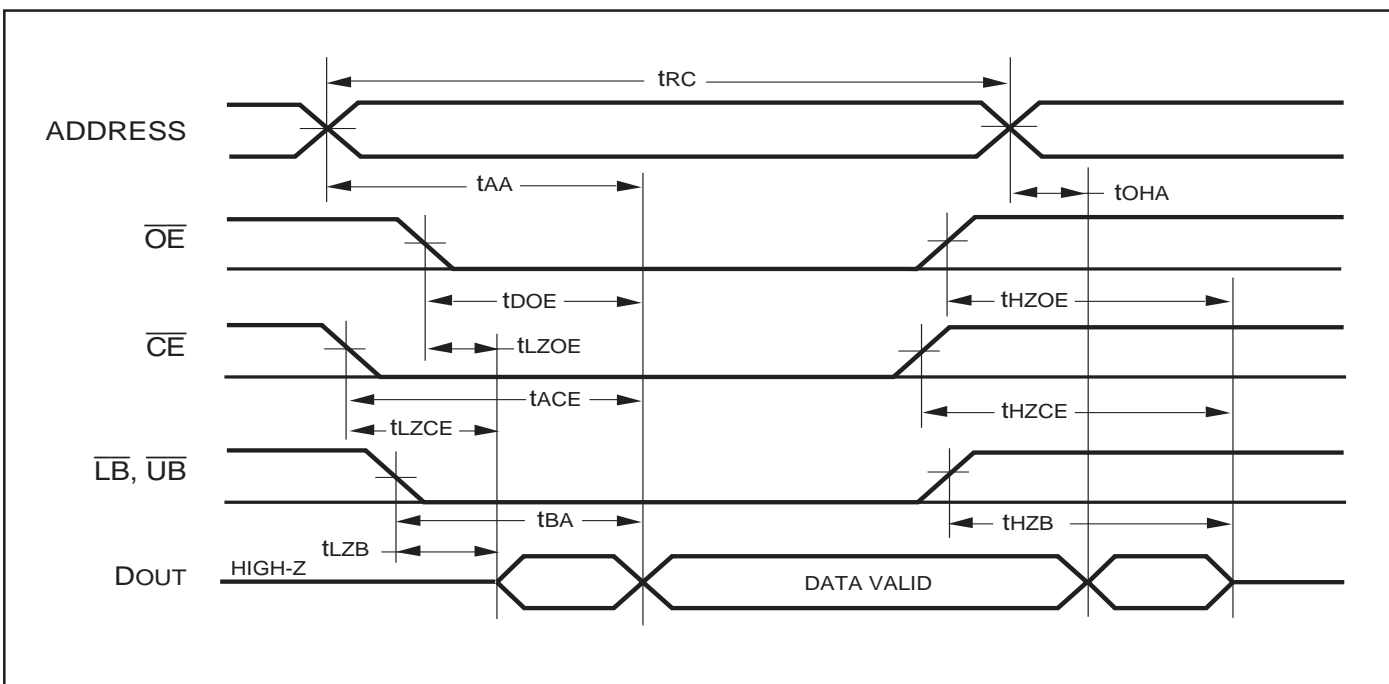 tRC
ADDRESS
tAA
tOHA
OE
tDOE
tHZOE
CE
tLZOE
tACE
tHZCE
tLZCE
LB, UB
tBA
tHZB
tLZB
DOUT
HIGH-Z
DATA VALID